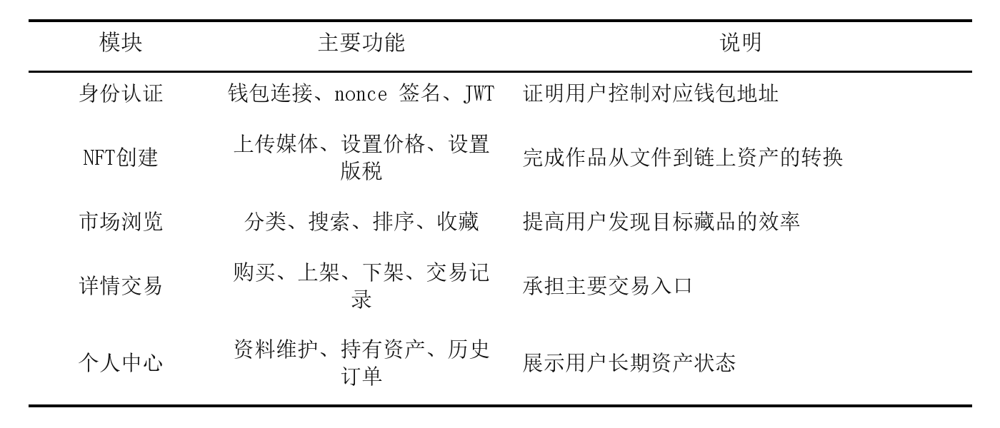 模块 主要功能 说明
身份认证 钱包连接、nonce 签名、JWT 证明用户控制对应钱包地址
NFT创建 上传媒体、设置价格、设置
版税 完成作品从文件到链上资产的转换
市场浏览 分类、搜索、排序、收藏 提高用户发现目标藏品的效率
详情交易 购买、上架、下架、交易记
录 承担主要交易入口
个人中心 资料维护、持有资产、历史
订单 展示用户长期资产状态